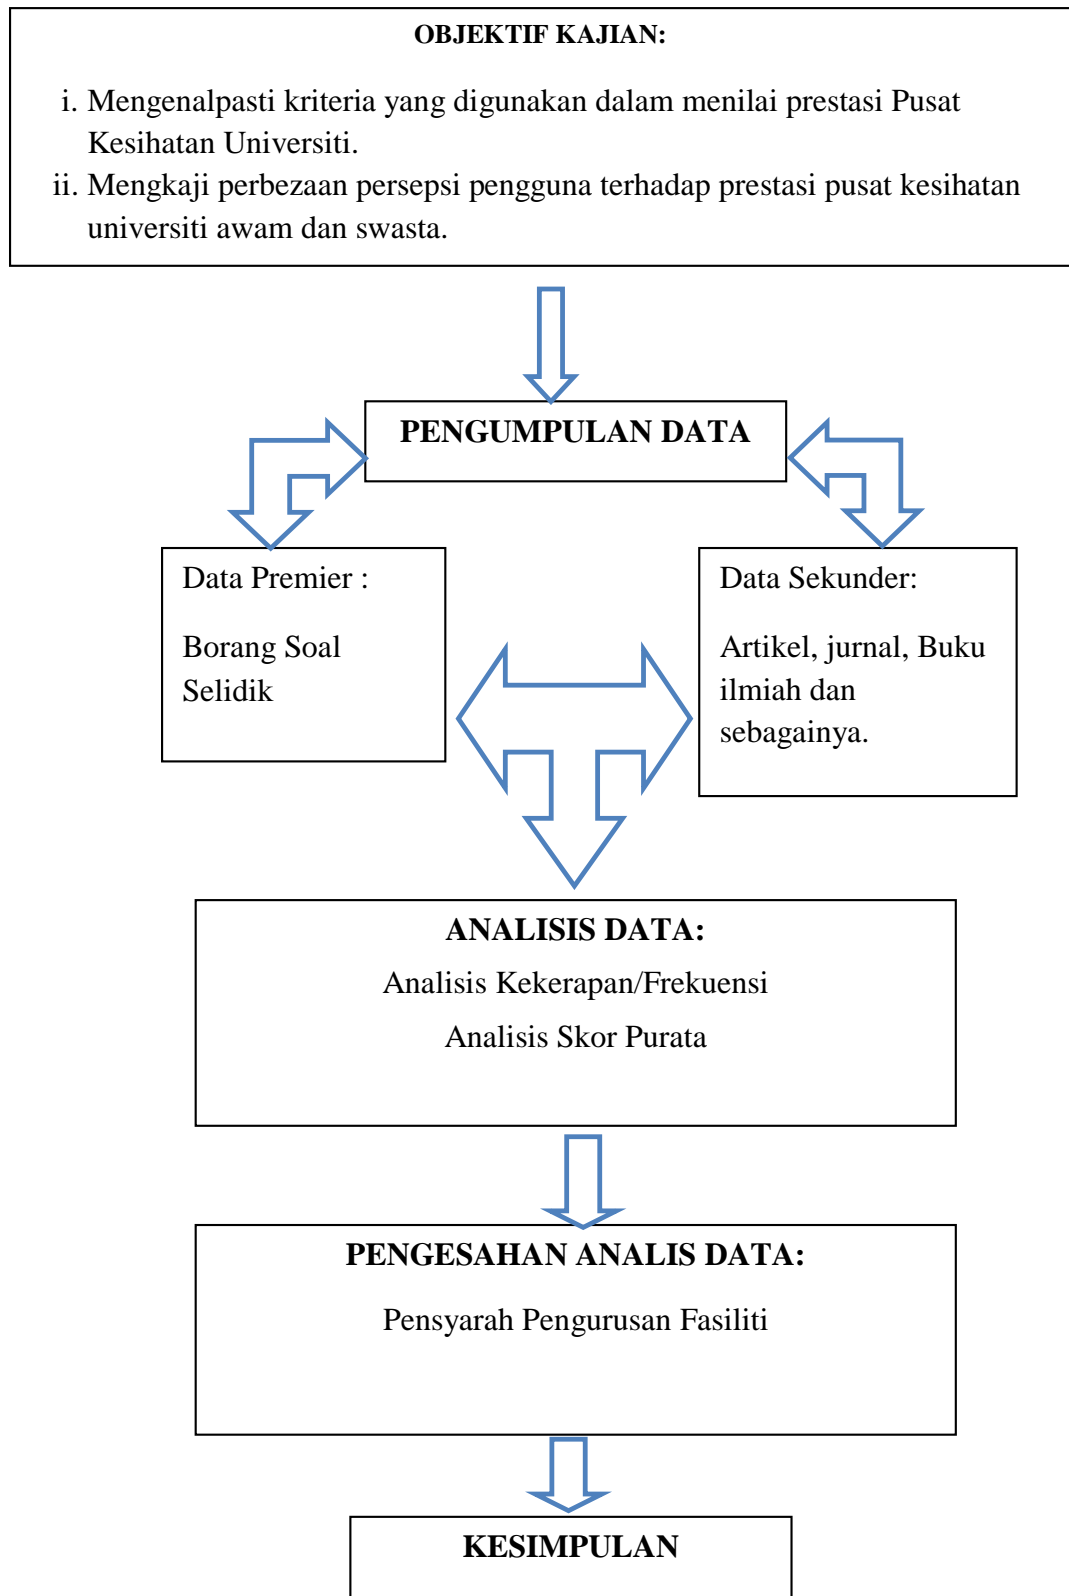 OBJEKTIF KAJIAN:
i. Mengenalpasti kriteria yang digunakan dalam menilai prestasi Pusat
Kesihatan Universiti.
ii. Mengkaji perbezaan persepsi pengguna terhadap prestasi pusat kesihatan
universiti awam dan swasta.
PENGUMPULAN DATA
Data Premier :
Borang Soal
Selidik
Data Sekunder:
Artikel, jurnal, Buku
ilmiah dan
sebagainya.
ANALISIS DATA:
Analisis Kekerapan/Frekuensi
Analisis Skor Purata
PENGESAHAN ANALIS DATA:
Pensyarah Pengurusan Fasiliti
KESIMPULAN